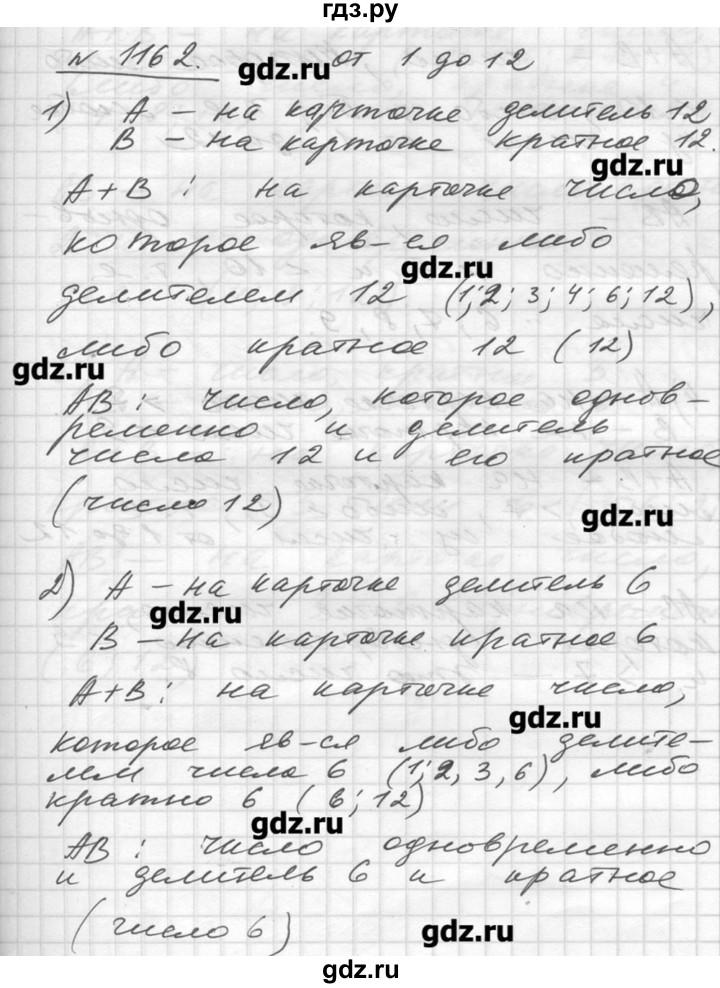 гдз.ру
N 1162. от 1 до 12
gdz.ru
1) A – на карточке делитель 12
B – на карточке кратное 12.
gdz.ru
A+B : на карточке число,
которое яв-ся либо
gdz.ru
делителем 12 (1; 2; 3; 4; 6; 12),
либо кратное 12 (12)
gdz.ru
AB : число, которое однов-
ременно и делитель
числа 12 и его кратное
(число 12)
gdz.ru
2) A – на карточке делитель 6
gdz.ru
B – на карточке кратное 6
A+B : на карточке число,
gdz.ru
которое яв-ся либо делите-
лем числа 6 (1; 2, 3, 6), либо
кратно 6 (6; 12)
gdz.ru
AB : число одновременно
и делитель 6 и кратное
(число 6)
gdz.ru
gdz.ru